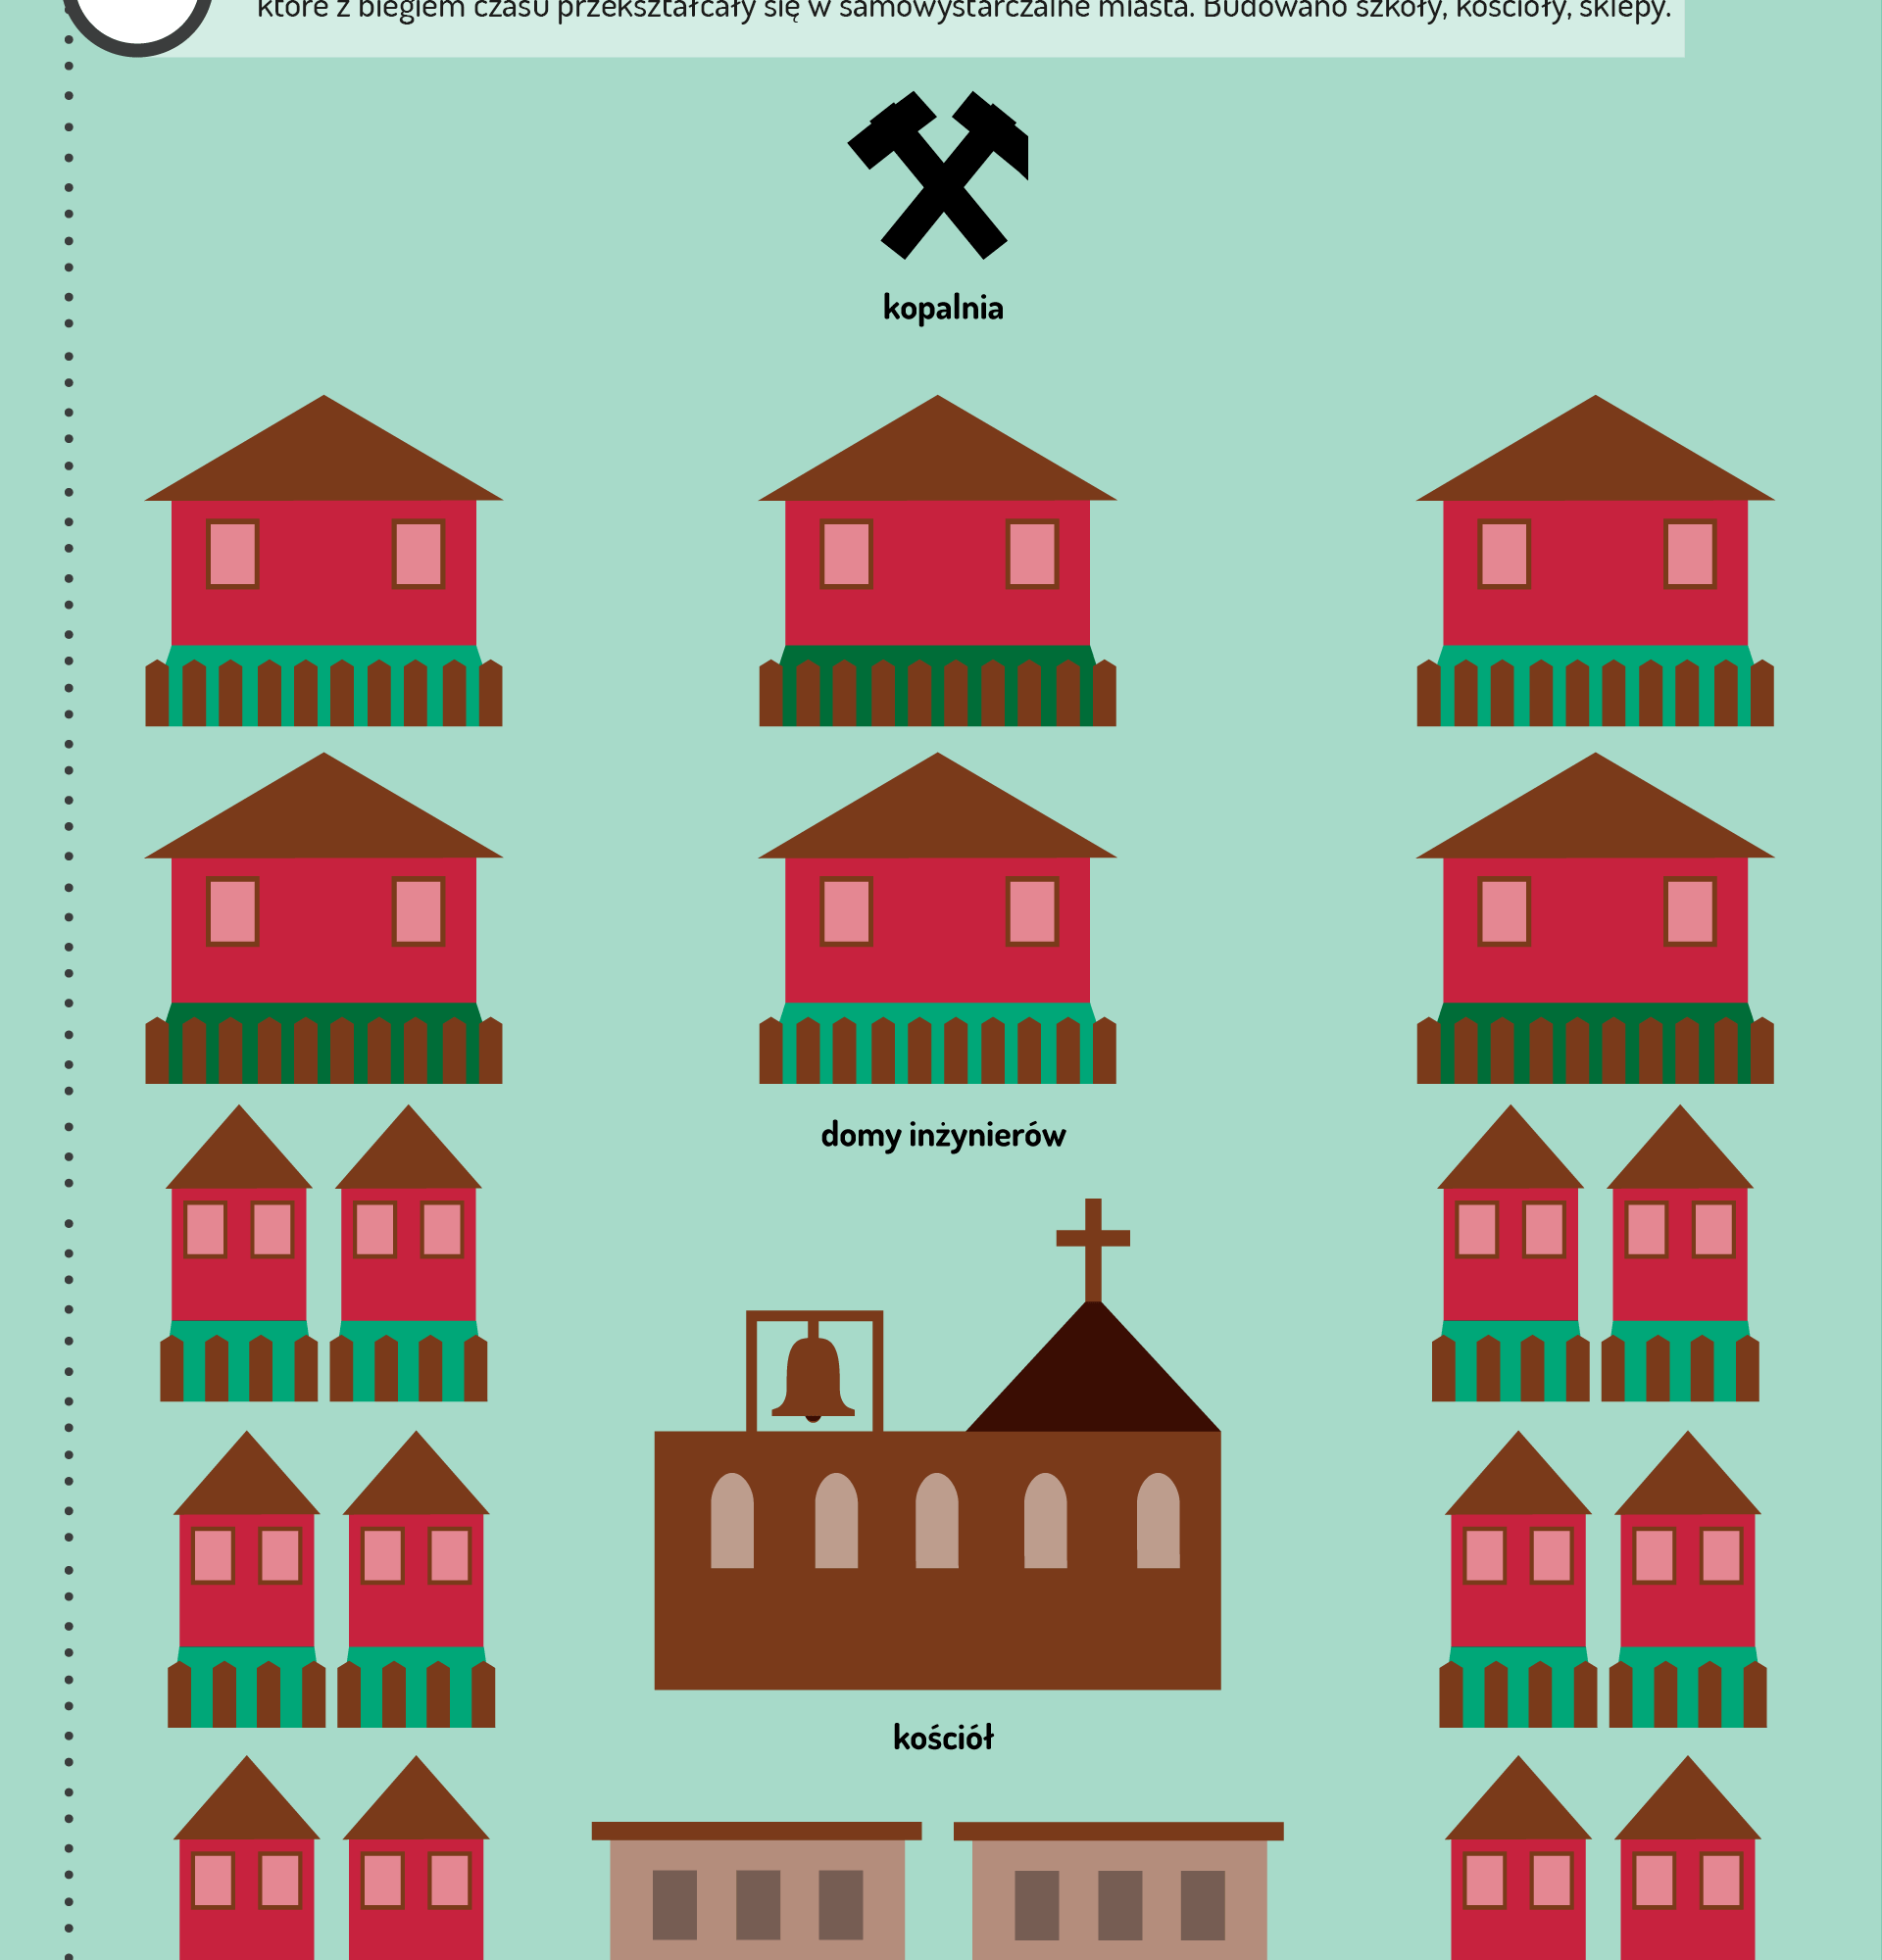 które z biegiem czasu przekształcały się w samowystarczalne miasta. Budowano szkoły, kościoły, sklepy.
kopalnia
domy inżynierów
kościół